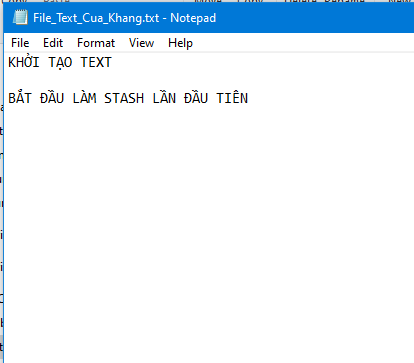 File_Text_Cua_Khang.txt - Notepad
File Edit Format View Help
KHỞI TẠO TEXT
BẮT ĐẦU LÀM STASH LẦN ĐẦU TIÊN